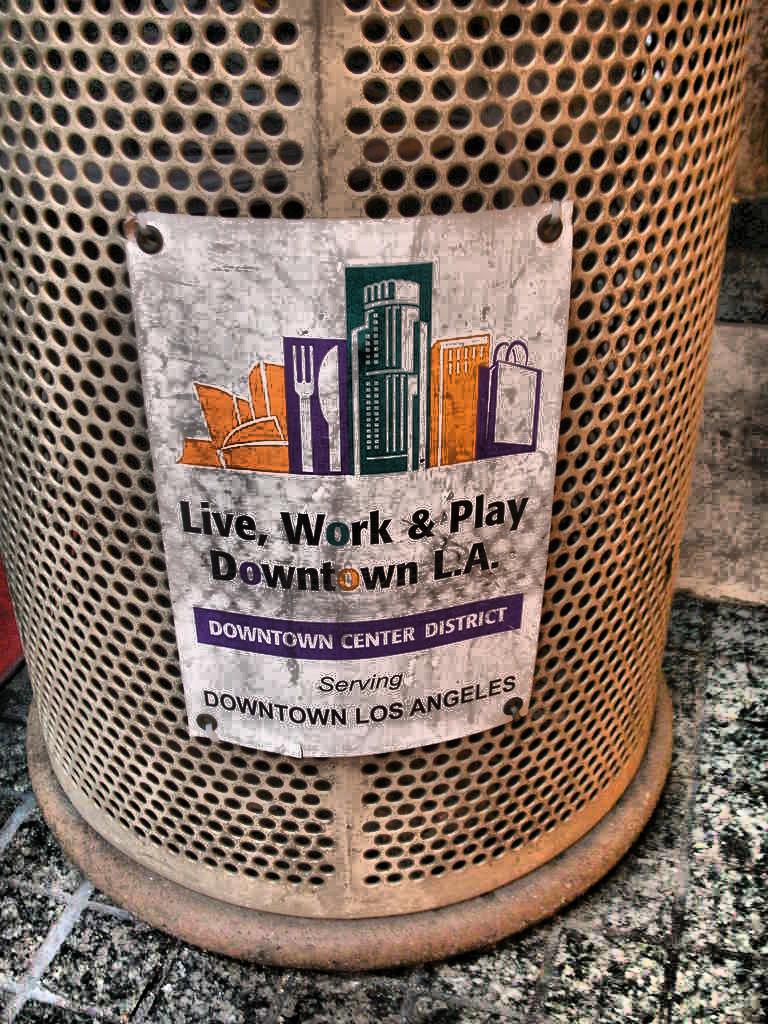 Live, Work & Play
Downtown L.A.
DOWNTOWN CENTER DISTRICT
Serving
DOWNTOWN LOS ANGELES